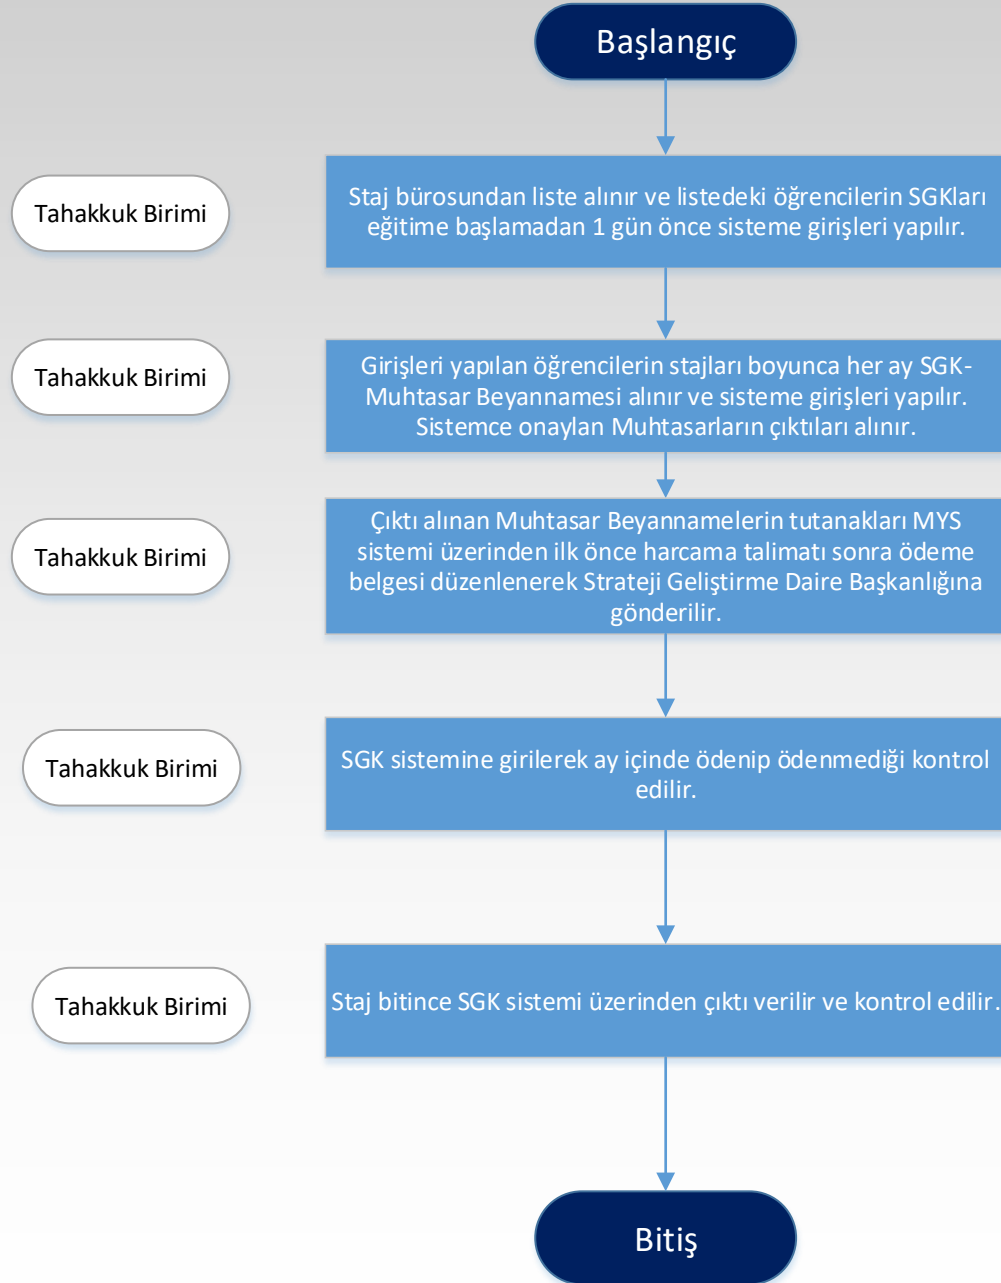 Başlangıç
Tahakkuk Birimi
Staj bürosundan liste alınır ve listedeki öğrencilerin SGKları
eğitime başlamadan 1 gün önce sisteme girişleri yapılır.
Tahakkuk Birimi
Girişleri yapılan öğrencilerin stajları boyunca her ay SGK-
Muhtasar Beyannamesi alınır ve sisteme girişleri yapılır.
Sistemce onaylan Muhtasarların çıktıları alınır.
Tahakkuk Birimi
Çıktı alınan Muhtasar Beyannamelerin tutanakları MYS
sistemi üzerinden ilk önce harcama talimatı sonra ödeme
belgesi düzenlenerek Strateji Geliştirme Daire Başkanlığına
gönderilir.
Tahakkuk Birimi
SGK sistemine girilerek ay içinde ödenip ödenmediği kontrol
edilir.
Tahakkuk Birimi
Staj bitince SGK sistemi üzerinden çıktı verilir ve kontrol edilir.
Bitiş